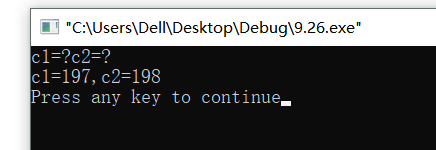 "C:\Users\Dell\Desktop\Debug\9.26.exe"
c1=?c2=?
c1=197,c2=198
Press any key to continue